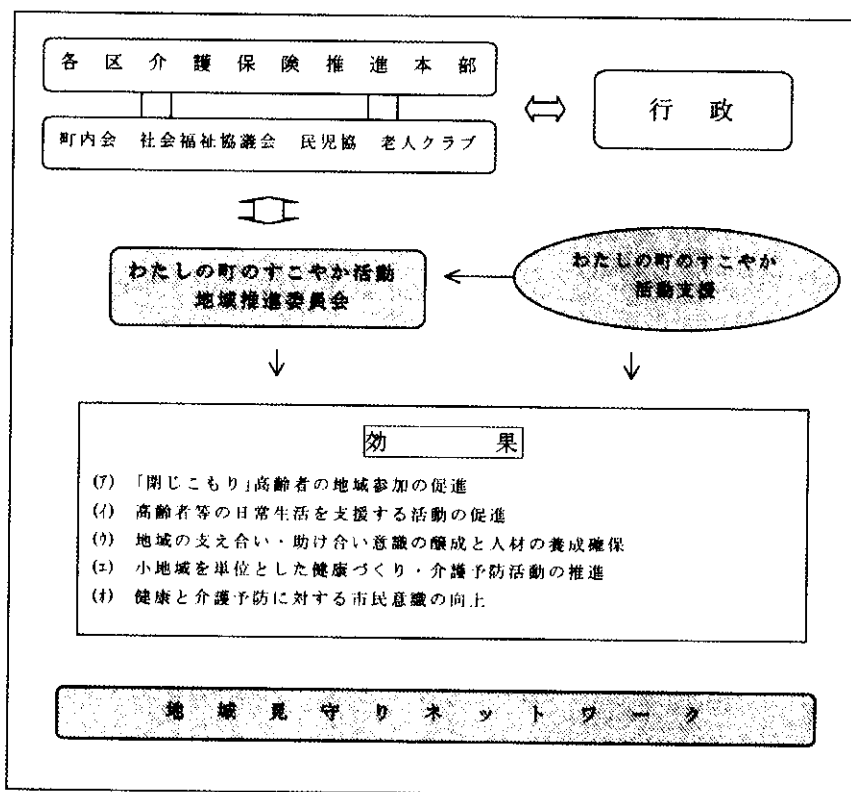 各区介護保険推進本部
行政
町内会 社会福祉協議会 民児協 老人クラブ
わたしの町のすこやか活動
地域推進委員会
わたしの町のすこやか
活動支援
効果
(ｱ) 「閉じこもり」高齢者の地域参加の促進
(ｲ) 高齢者等の日常生活を支援する活動の促進
(ｳ) 地域の支え合い・助け合い意識の醸成と人材の養成確保
(ｴ) 小地域を単位とした健康づくり・介護予防活動の推進
(ｵ) 健康と介護予防に対する市民意識の向上
地域見守りネットワーク